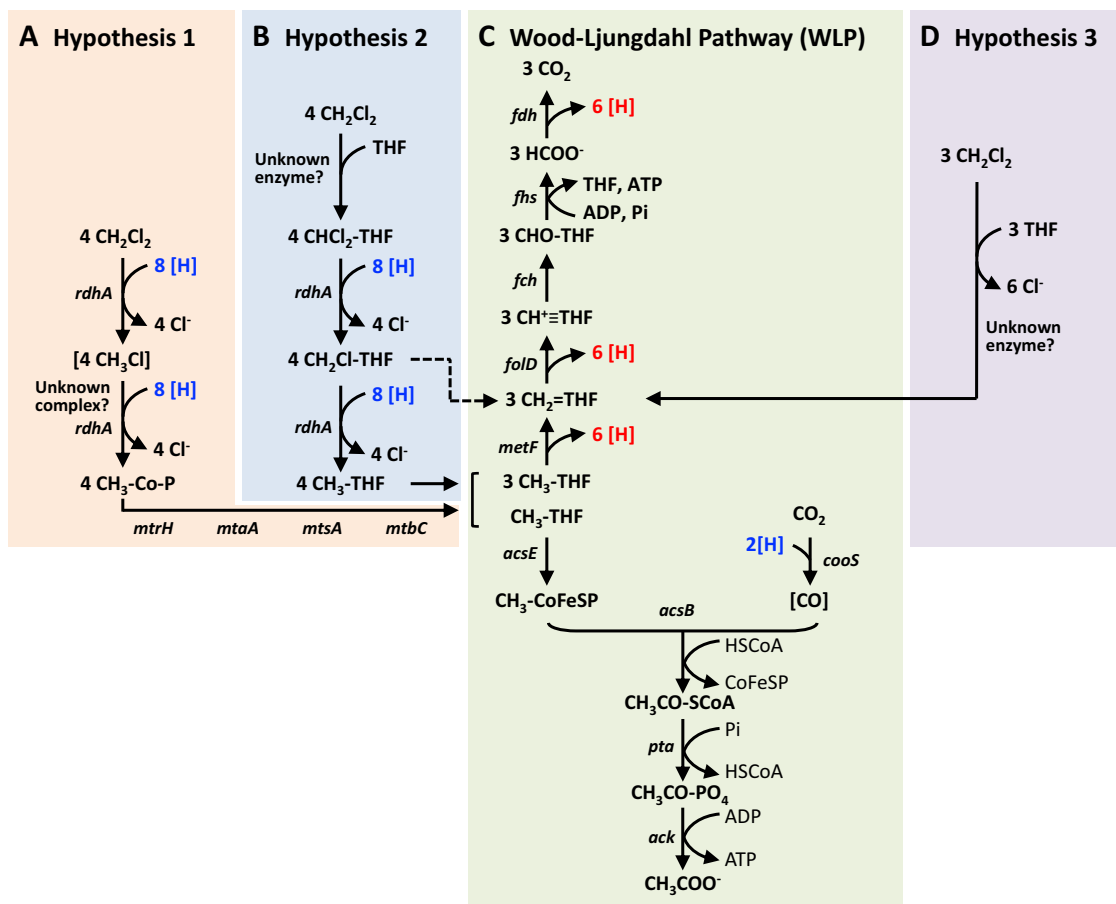 A Hypothesis 1
4 CH₂Cl₂
8 [H]
rdhA
4 Cl⁻
[4 CH₃Cl]
Unknown
complex?
8 [H]
rdhA
4 Cl⁻
4 CH₃-Co-P
mtrH mtaA mtsA mtbC
B Hypothesis 2
4 CH₂Cl₂
THF
Unknown
enzyme?
4 CHCl₂-THF
8 [H]
rdhA
4 Cl⁻
4 CH₂Cl-THF
8 [H]
rdhA
4 Cl⁻
4 CH₃-THF
C Wood-Ljungdahl Pathway (WLP)
3 CO₂
fdh
6 [H]
3 HCOO⁻
THF, ATP
fhs
ADP, Pi
3 CHO-THF
fch
3 CH⁺≡THF
folD
6 [H]
3 CH₂=THF
metF
6 [H]
3 CH₃-THF
CH₃-THF
acsE
CH₃-CoFeSP
CO₂
2[H]
cooS
[CO]
acsB
HSCoA
CoFeSP
CH₃CO-SCoA
Pi
pta
HSCoA
CH₃CO-PO₄
ADP
ack
ATP
CH₃COO⁻
D Hypothesis 3
3 CH₂Cl₂
3 THF
6 Cl⁻
Unknown
enzyme?